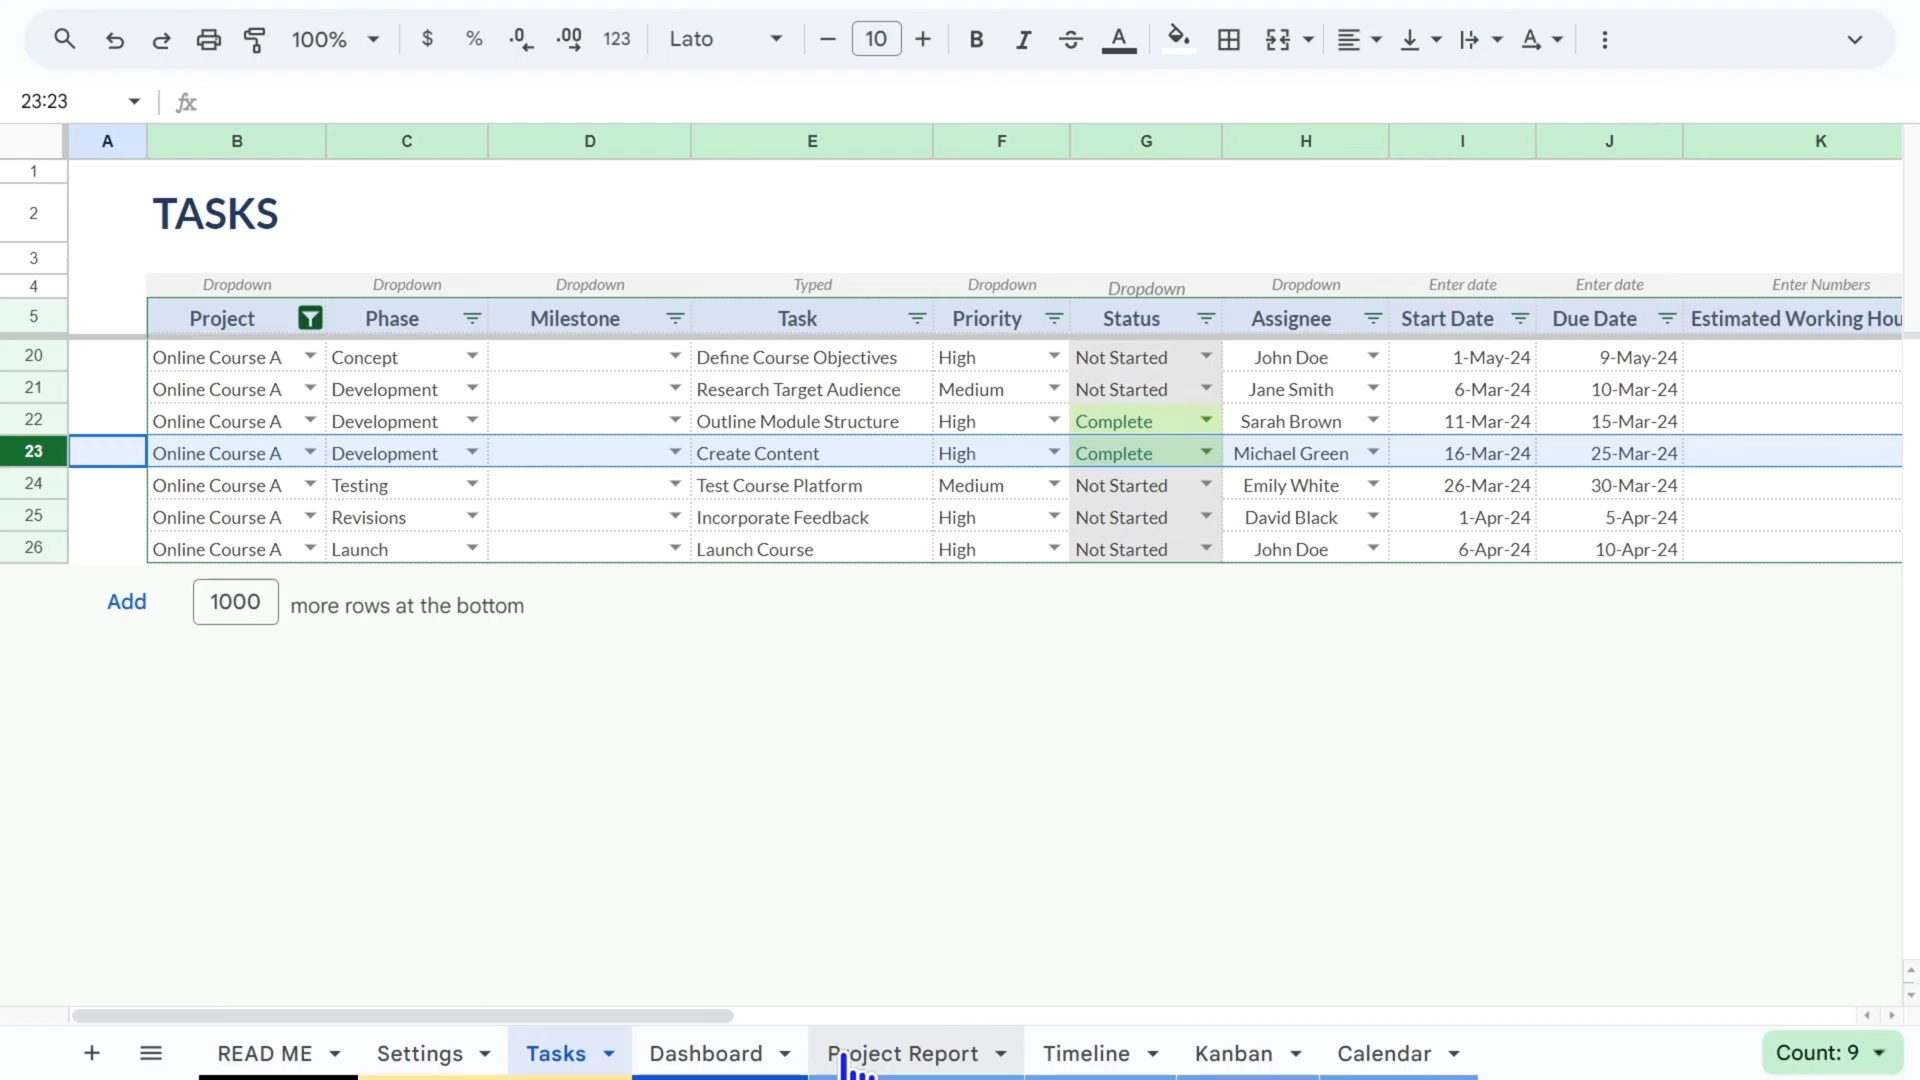 100% $ % .0 .00 123 Lato 10 B I A
23:23 fx
A B C D E F G H I J K
1
2 TASKS
3
4 Dropdown Dropdown Dropdown Typed Dropdown Dropdown Dropdown Enter date Enter date Enter Numbers
5 Project Phase Milestone Task Priority Status Assignee Start Date Due Date Estimated Working Hou
20 Online Course A Concept Define Course Objectives High Not Started John Doe 1-May-24 9-May-24
21 Online Course A Development Research Target Audience Medium Not Started Jane Smith 6-Mar-24 10-Mar-24
22 Online Course A Development Outline Module Structure High Complete Sarah Brown 11-Mar-24 15-Mar-24
23 Online Course A Development Create Content High Complete Michael Green 16-Mar-24 25-Mar-24
24 Online Course A Testing Test Course Platform Medium Not Started Emily White 26-Mar-24 30-Mar-24
25 Online Course A Revisions Incorporate Feedback High Not Started David Black 1-Apr-24 5-Apr-24
26 Online Course A Launch Launch Course High Not Started John Doe 6-Apr-24 10-Apr-24
Add 1000 more rows at the bottom
READ ME Settings Tasks Dashboard Project Report Timeline Kanban Calendar Count: 9